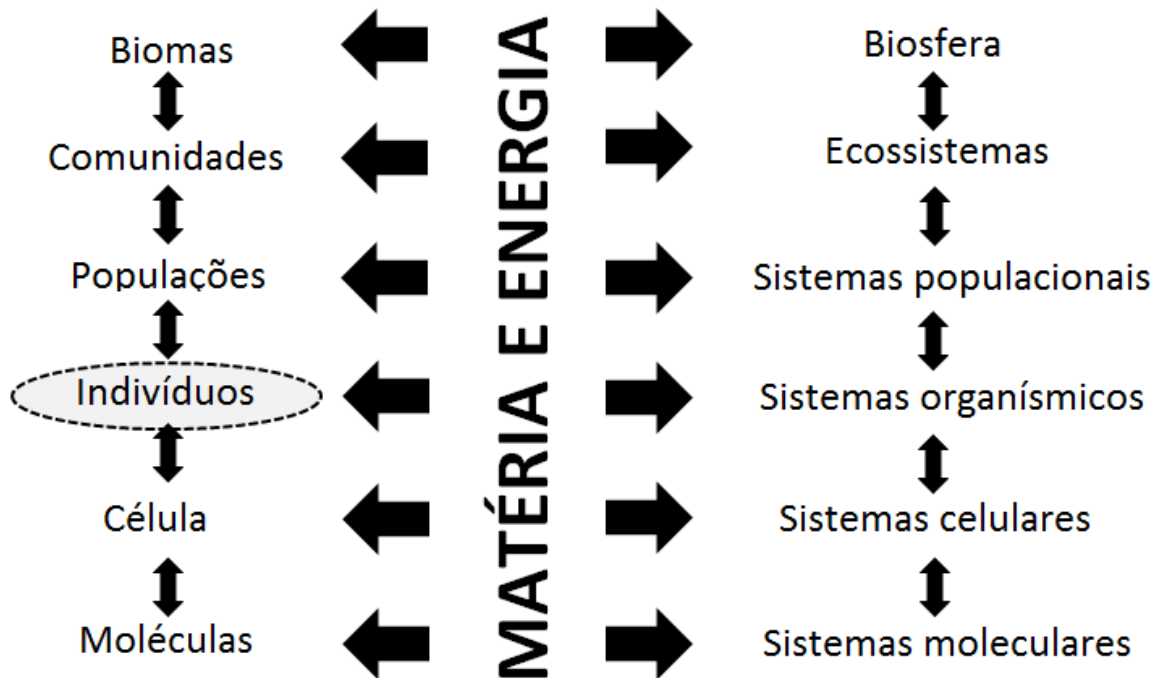 Biomas
Biosfera
Comunidades
Ecossistemas
Populações
Sistemas populacionais
Indivíduos
Sistemas organísmicos
Célula
Sistemas celulares
Moléculas
Sistemas moleculares
MATÉRIA E ENERGIA